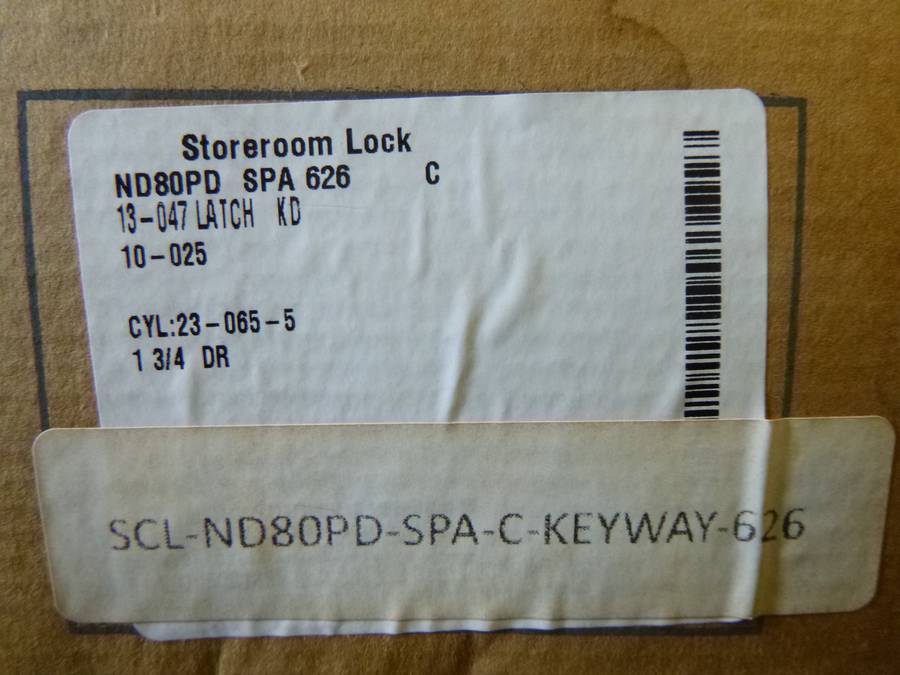 Storeroom Lock
ND80PD SPA 626 C
13-047 LATCH KD
10-025
CYL:23-065-5
1 3/4 DR
SCL-ND80PD-SPA-C-KEYWAY-626